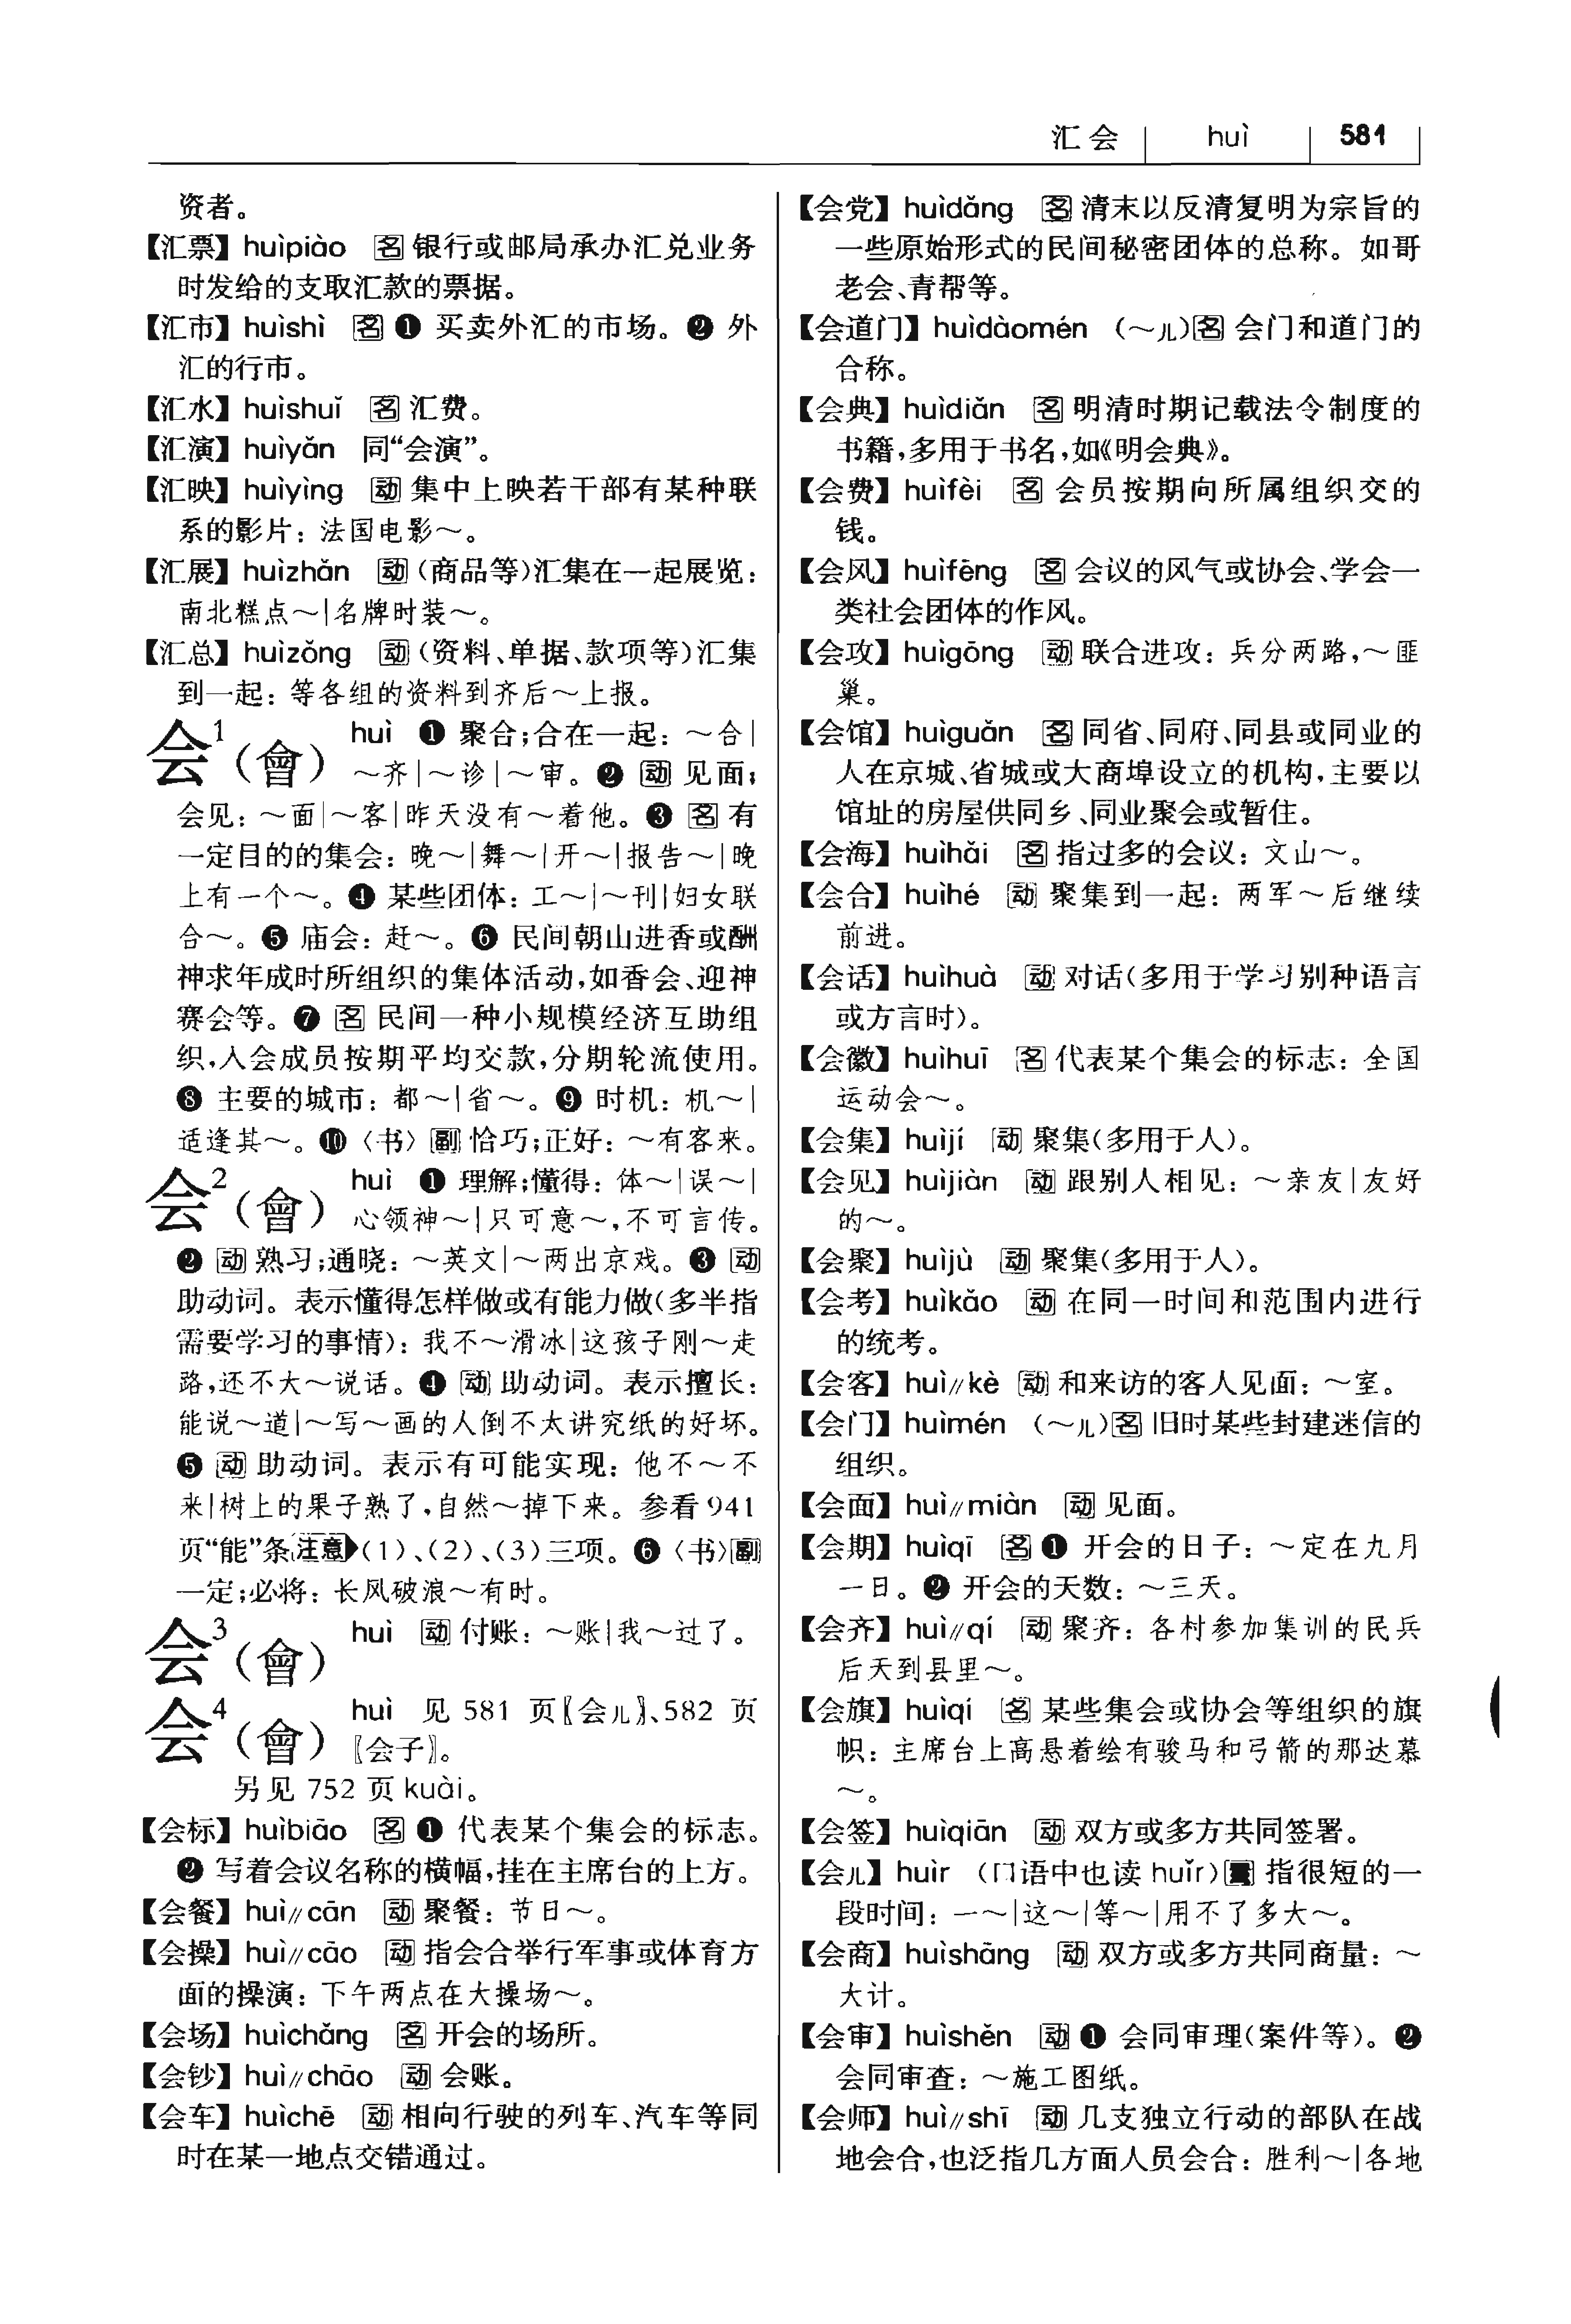 汇会 huì 581
资者。
【汇票】huìpiào 名 银行或邮局承办汇兑业务
时发给的支取汇款的票据。
【汇市】huìshì 名 ❶ 买卖外汇的市场。❷ 外
汇的行市。
【汇水】huìshuǐ 名 汇费。
【汇演】huìyǎn 同“会演”。
【汇映】huìyìng 动 集中上映若干部有某种联
系的影片：法国电影～。
【汇展】huìzhǎn 动（商品等）汇集在一起展览：
南北糕点～|名牌时装～。
【汇总】huìzǒng 动（资料、单据、款项等）汇集
到一起：等各组的资料到齐后～上报。
会1（會） huì ❶ 聚合；合在一起：～合|
～齐|～诊|～审。❷ 动 见面；
会见：～面|～客|昨天没有～着他。❸ 名 有
一定目的的集会：晚～|舞～|开～|报告～|晚
上有一个～。❹ 某些团体：工～|～刊|妇女联
合～。❺ 庙会：赶～。❻ 民间朝山进香或酬
神求年成时所组织的集体活动，如香会、迎神
赛会等。❼ 名 民间一种小规模经济互助组
织，入会成员按期平均交款，分期轮流使用。
❽ 主要的城市：都～|省～。❾ 时机：机～|
适逢其～。❿〈书〉副 恰巧；正好：～有客来。
会2（會） huì ❶ 理解；懂得：体～|误～|
心领神～|只可意～，不可言传。
❷ 动 熟习；通晓：～英文|～两出京戏。❸ 动
助动词。表示懂得怎样做或有能力做（多半指
需要学习的事情）：我不～滑冰|这孩子刚～走
路，还不大～说话。❹ 动 助动词。表示擅长：
能说～道|～写～画的人倒不太讲究纸的好坏。
❺ 动 助动词。表示有可能实现：他不～不
来|树上的果子熟了，自然～掉下来。参看941
页“能”条注意（1）、（2）、（3）三项。❻〈书〉副
一定；必将：长风破浪～有时。
会3（會） huì 动 付账：～账|我～过了。
会4（會） huì 见 581 页〖会儿〗、582 页
〖会子〗。
另见 752 页 kuài。
【会标】huìbiāo 名 ❶ 代表某个集会的标志。
❷ 写着会议名称的横幅，挂在主席台的上方。
【会餐】huì//cān 动 聚餐：节日～。
【会操】huì//cāo 动 指会合举行军事或体育方
面的操演：下午两点在大操场～。
【会场】huìchǎng 名 开会的场所。
【会钞】huì//chāo 动 会账。
【会车】huìchē 动 相向行驶的列车、汽车等同
时在某一地点交错通过。
【会党】huìdǎng 名 清末以反清复明为宗旨的
一些原始形式的民间秘密团体的总称。如哥
老会、青帮等。
【会道门】huìdàomén （～儿）名 会门和道门的
合称。
【会典】huìdiǎn 名 明清时期记载法令制度的
书籍，多用于书名，如《明会典》。
【会费】huìfèi 名 会员按期向所属组织交的
钱。
【会风】huìfēng 名 会议的风气或协会、学会一
类社会团体的作风。
【会攻】huìgōng 动 联合进攻：兵分两路，～匪
巢。
【会馆】huìguǎn 名 同省、同府、同县或同业的
人在京城、省城或大商埠设立的机构，主要以
馆址的房屋供同乡、同业聚会或暂住。
【会海】huìhǎi 名 指过多的会议：文山～。
【会合】huìhé 动 聚集到一起：两军～后继续
前进。
【会话】huìhuà 动 对话（多用于学习别种语言
或方言时）。
【会徽】huìhuī 名 代表某个集会的标志：全国
运动会～。
【会集】huìjí 动 聚集（多用于人）。
【会见】huìjiàn 动 跟别人相见：～亲友|友好
的～。
【会聚】huìjù 动 聚集（多用于人）。
【会考】huìkǎo 动 在同一时间和范围内进行
的统考。
【会客】huì//kè 动 和来访的客人见面：～室。
【会门】huìmén （～儿）名 旧时某些封建迷信的
组织。
【会面】huì//miàn 动 见面。
【会期】huìqī 名 ❶ 开会的日子：～定在九月
一日。❷ 开会的天数：～三天。
【会齐】huì//qí 动 聚齐：各村参加集训的民兵
后天到县里～。
【会旗】huìqí 名 某些集会或协会等组织的旗
帜：主席台上高悬着绘有骏马和弓箭的那达慕
～。
【会签】huìqiān 动 双方或多方共同签署。
【会儿】huìr （口语中也读 huǐr） 指很短的一
段时间：一～|这～|等～|用不了多大～。
【会商】huìshāng 动 双方或多方共同商量：～
大计。
【会审】huìshěn 动 ❶ 会同审理（案件等）。❷
会同审查：～施工图纸。
【会师】huì//shī 动 几支独立行动的部队在战
地会合，也泛指几方面人员会合：胜利～|各地